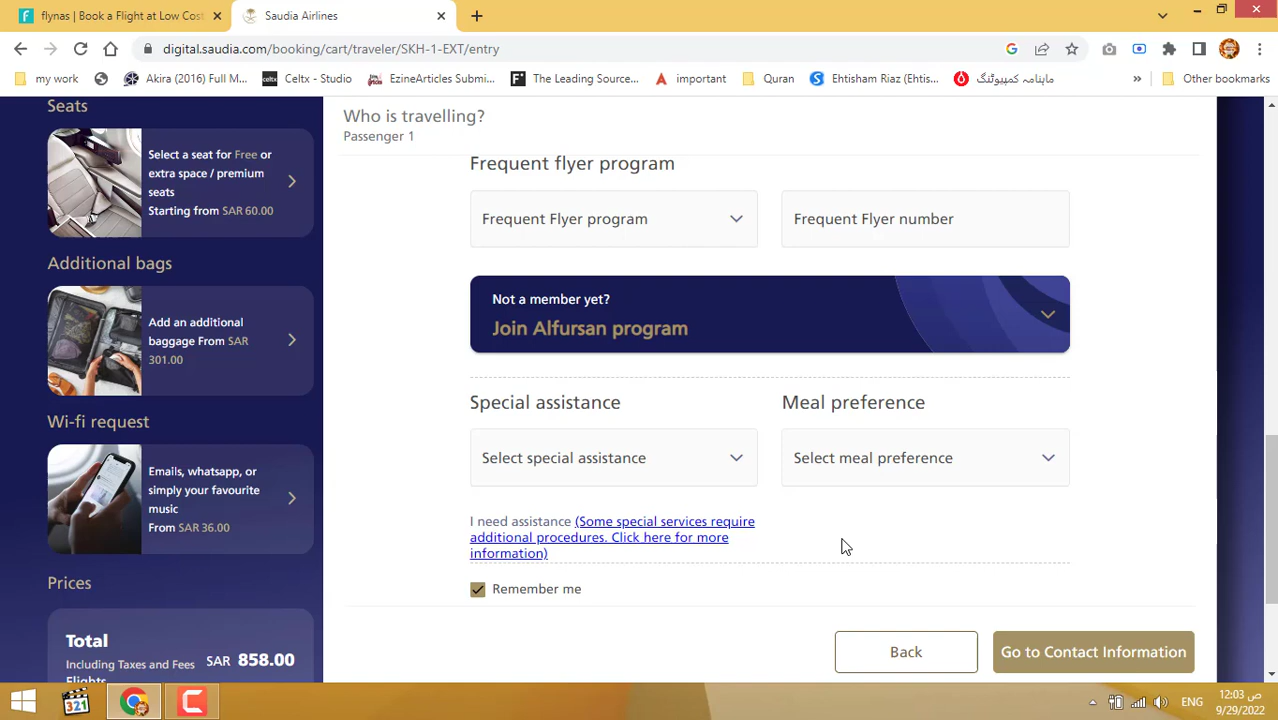 flynas | Book a Flight at Low Cost
Saudia Airlines
digital.saudia.com/booking/cart/traveler/SKH-1-EXT/entry
my work
Akira (2016) Full M...
Celtx - Studio
EzineArticles Submi...
The Leading Source...
important
Quran
Ehtisham Riaz (Ehtis...
ماہنامہ کمپیوٹنگ
»
Other bookmarks
Seats
Select a seat for Free or
extra space / premium
seats
Starting from SAR 60.00
Additional bags
Add an additional
baggage From SAR
301.00
Wi-fi request
Emails, whatsapp, or
simply your favourite
music
From SAR 36.00
Prices
Total
Including Taxes and Fees
SAR 858.00
Flights
Who is travelling?
Passenger 1
Frequent flyer program
Frequent Flyer program
Frequent Flyer number
Not a member yet?
Join Alfursan program
Special assistance
Meal preference
Select special assistance
Select meal preference
I need assistance (Some special services require
additional procedures. Click here for more
information)
Remember me
Back
Go to Contact Information
321
ENG
12:03 ص
9/29/2022